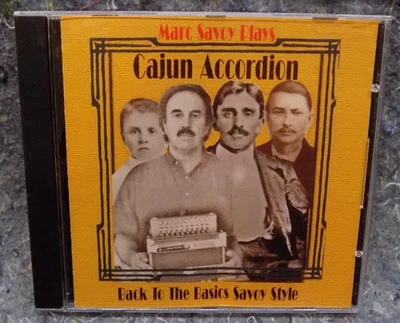 Marc Savoy Plays
Cajun Accordion
Back To The Basics Savoy Style